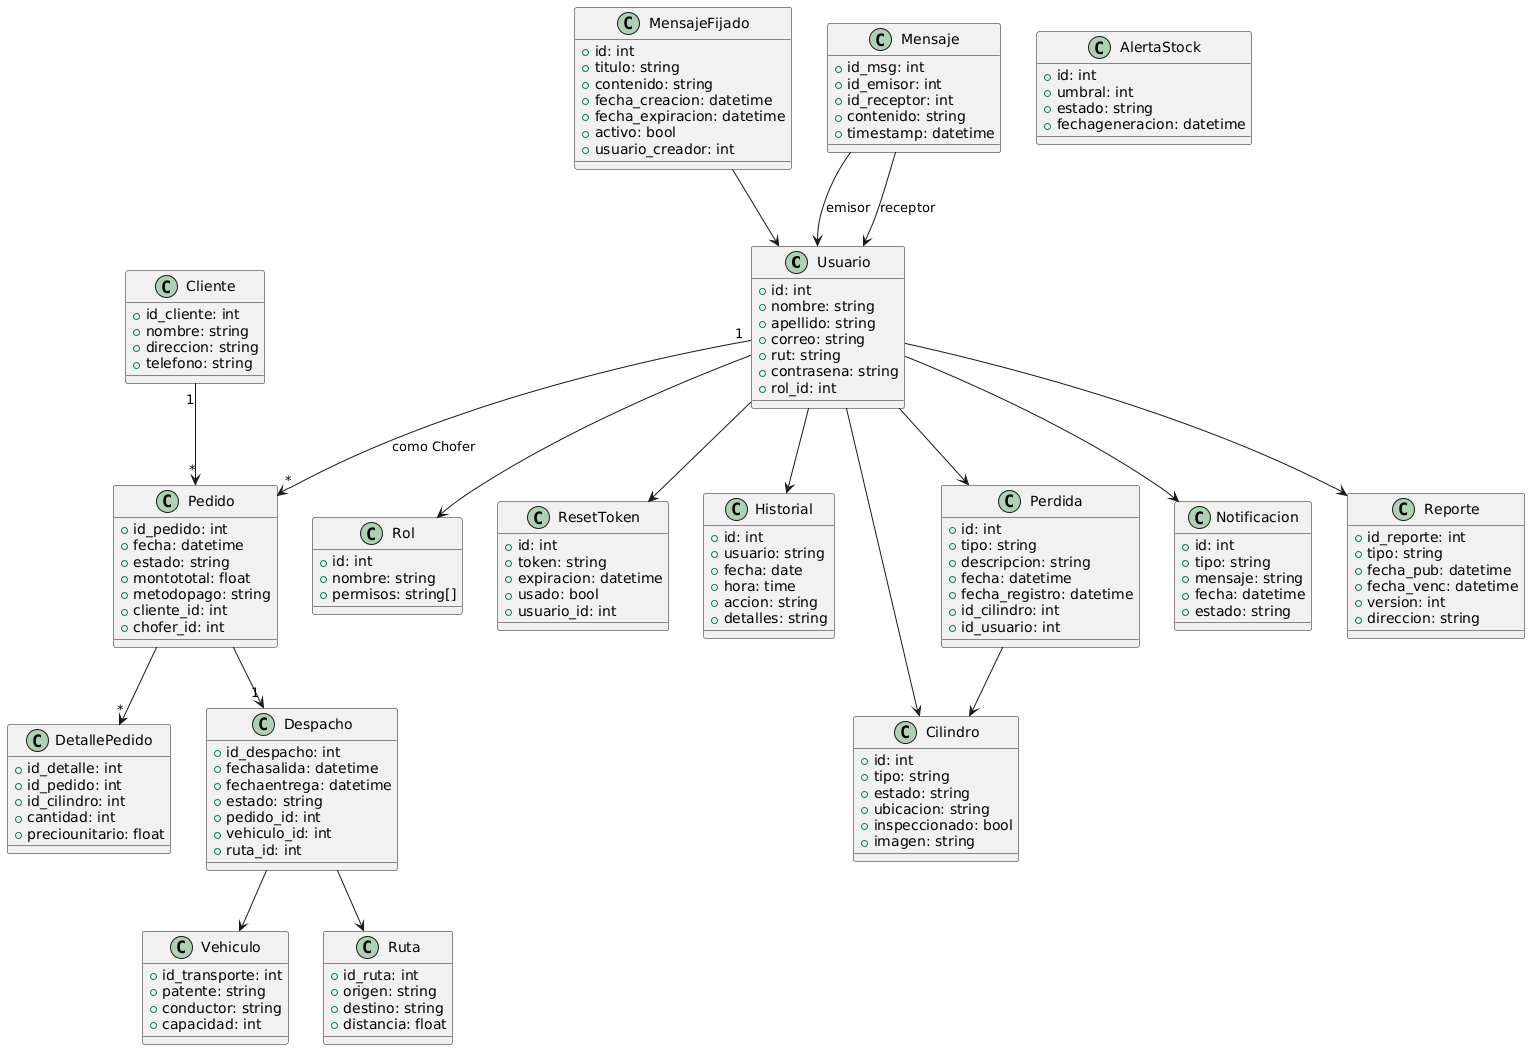 C MensajeFijado
id: int
titulo: string
contenido: string
fecha_creacion: datetime
fecha_expiracion: datetime
activo: bool
usuario_creador: int
C Mensaje
id_msg: int
id_emisor: int
id_receptor: int
contenido: string
timestamp: datetime
C AlertaStock
id: int
umbral: int
estado: string
fechageneracion: datetime
emisor
receptor
C Cliente
id_cliente: int
nombre: string
direccion: string
telefono: string
C Usuario
id: int
nombre: string
apellido: string
correo: string
rut: string
contrasena: string
rol_id: int
1
*
1
como Chofer
*
C Pedido
id_pedido: int
fecha: datetime
estado: string
montototal: float
metodopago: string
cliente_id: int
chofer_id: int
C Rol
id: int
nombre: string
permisos: string[]
C ResetToken
id: int
token: string
expiracion: datetime
usado: bool
usuario_id: int
C Historial
id: int
usuario: string
fecha: date
hora: time
accion: string
detalles: string
C Perdida
id: int
tipo: string
descripcion: string
fecha: datetime
fecha_registro: datetime
id_cilindro: int
id_usuario: int
C Notificacion
id: int
tipo: string
mensaje: string
fecha: datetime
estado: string
C Reporte
id_reporte: int
tipo: string
fecha_pub: datetime
fecha_venc: datetime
version: int
direccion: string
*
1
C DetallePedido
id_detalle: int
id_pedido: int
id_cilindro: int
cantidad: int
preciounitario: float
C Despacho
id_despacho: int
fechasalida: datetime
fechaentrega: datetime
estado: string
pedido_id: int
vehiculo_id: int
ruta_id: int
C Cilindro
id: int
tipo: string
estado: string
ubicacion: string
inspeccionado: bool
imagen: string
C Vehiculo
id_transporte: int
patente: string
conductor: string
capacidad: int
C Ruta
id_ruta: int
origen: string
destino: string
distancia: float